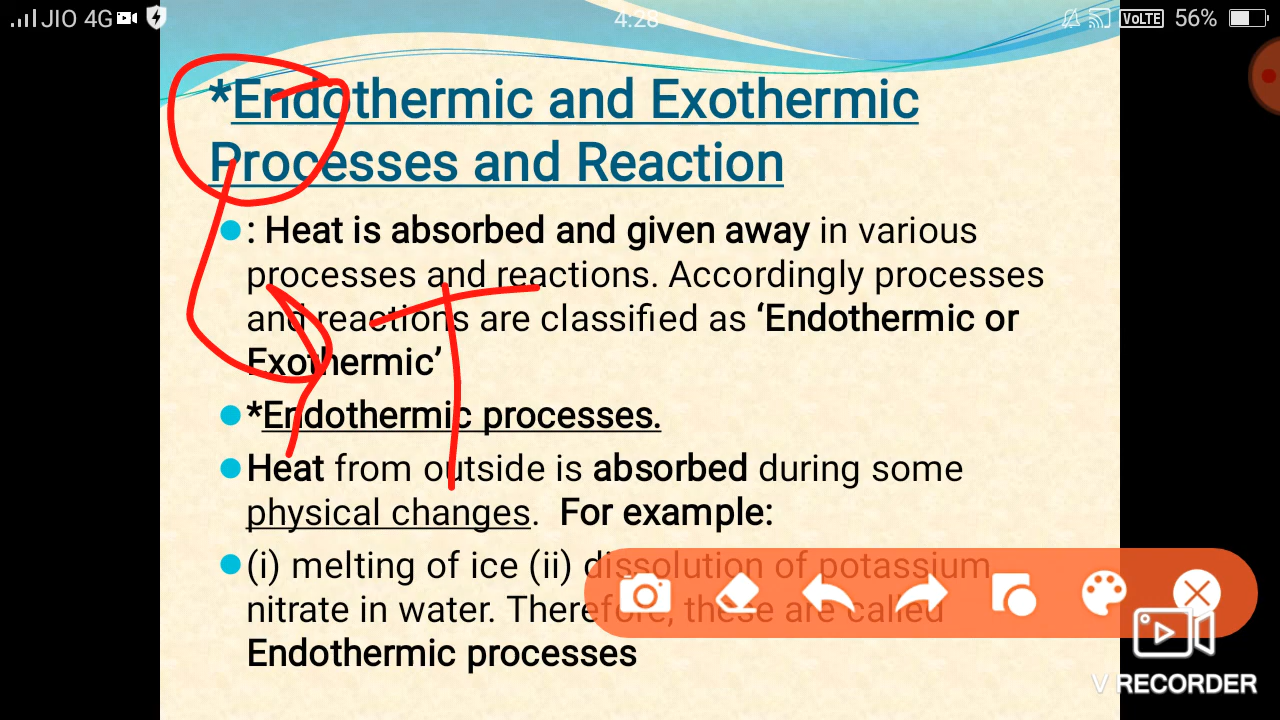 JIO 4G 4:28 VoLTE 56%
*Endothermic and Exothermic
Processes and Reaction
: Heat is absorbed and given away in various
processes and reactions. Accordingly processes
and reactions are classified as ‘Endothermic or
Exothermic’
*Endothermic processes.
Heat from outside is absorbed during some
physical changes. For example:
(i) melting of ice (ii) dissolution of potassium
nitrate in water. Therefore, these are called
Endothermic processes
V RECORDER